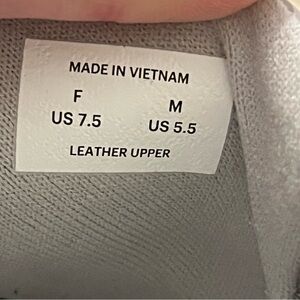 MADE IN VIETNAM
F M
US 7.5 US 5.5
LEATHER UPPER